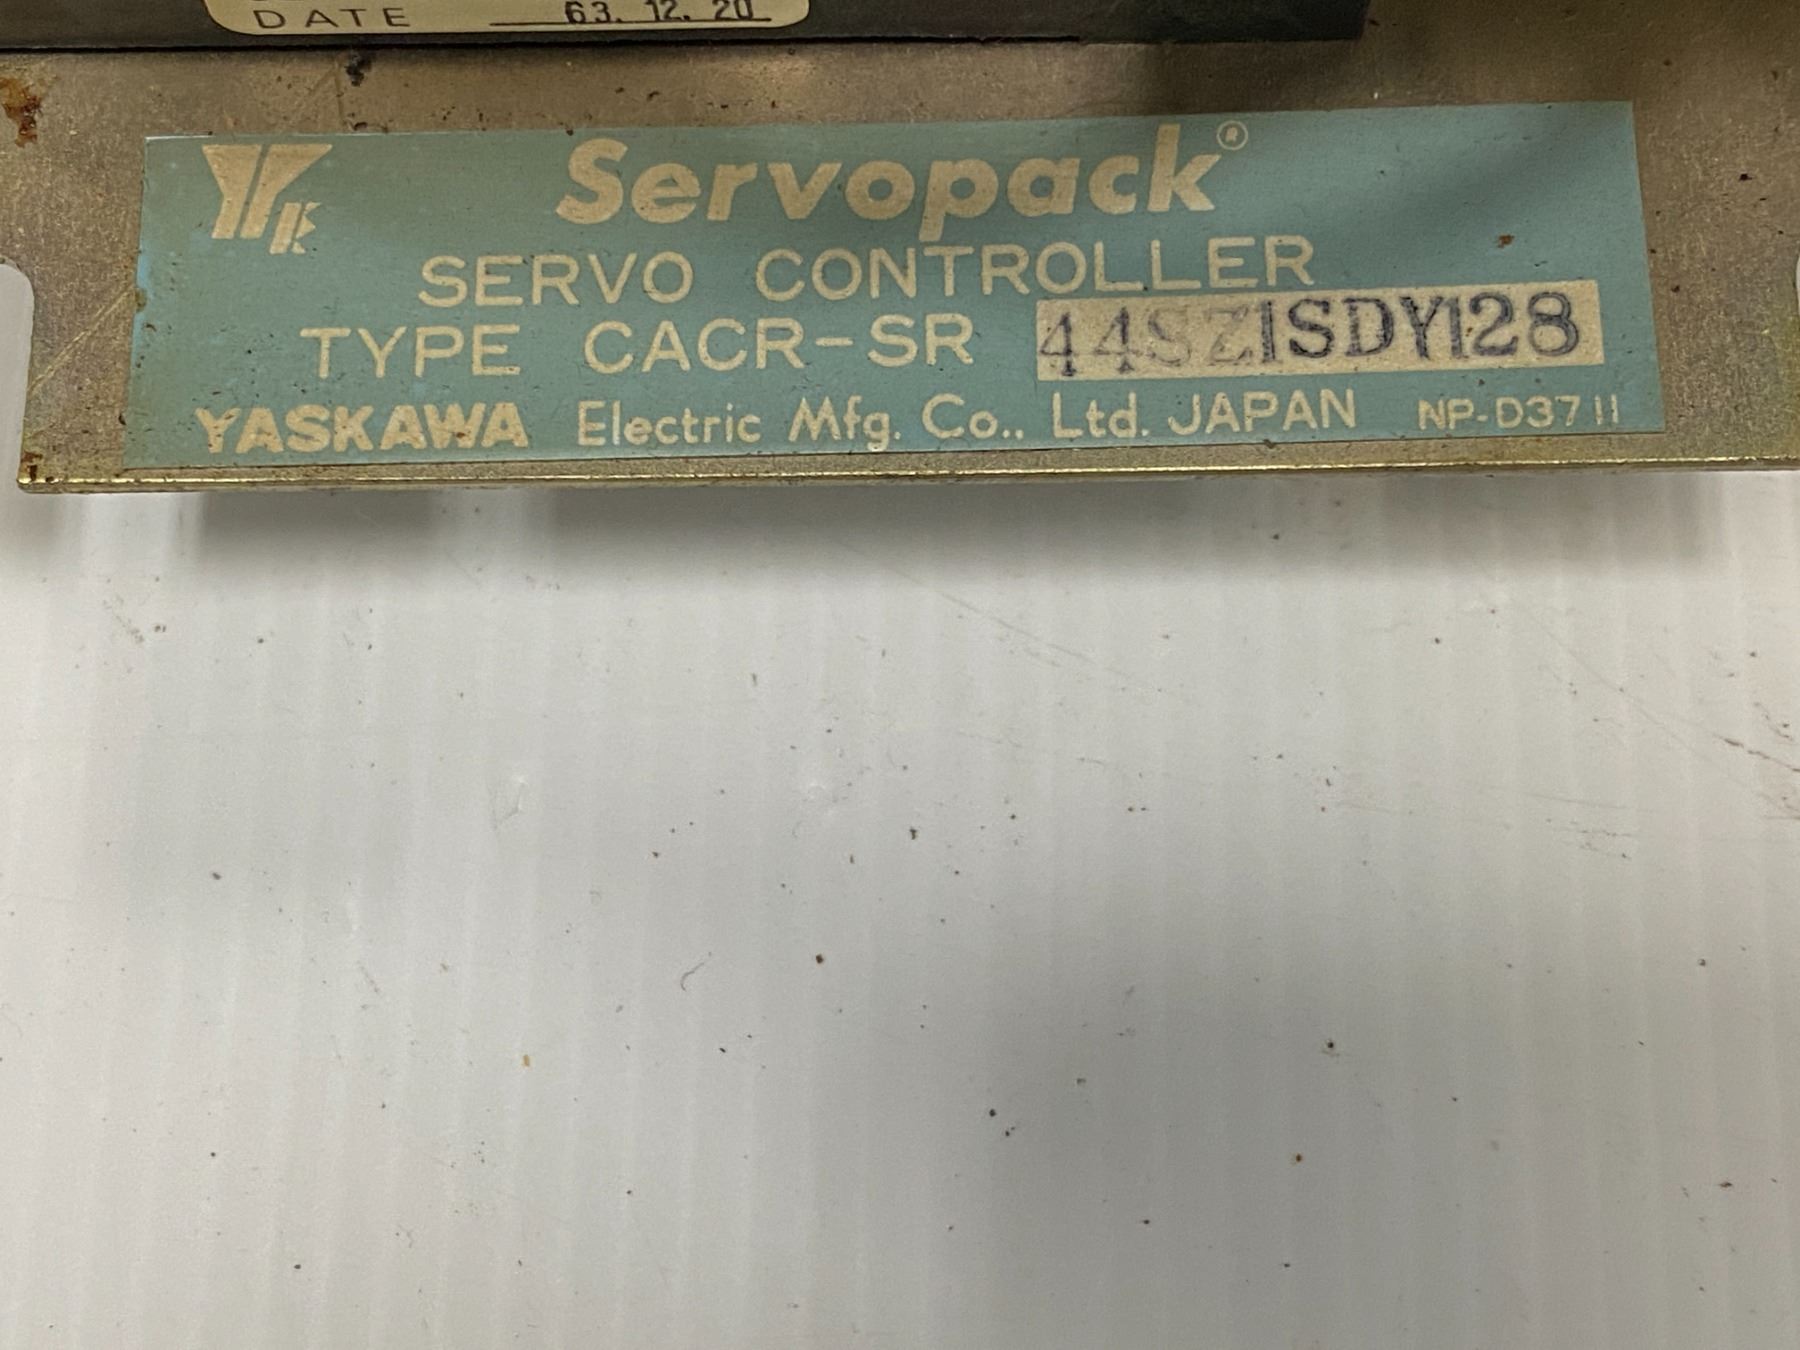 DATE 63. 12. 20
YE Servopack®
SERVO CONTROLLER
TYPE CACR-SR 44SZ1SDY128
YASKAWA Electric Mfg. Co., Ltd. JAPAN NP-D3711